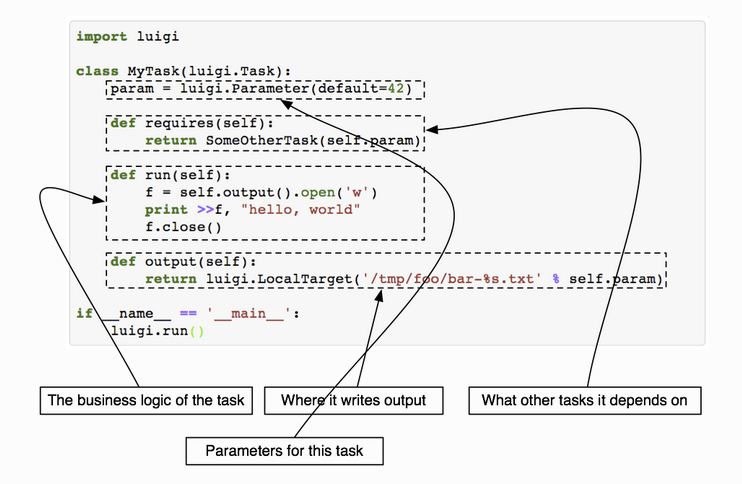 import luigi
class MyTask(luigi.Task):
param = luigi.Parameter(default=42)
def requires(self):
return SomeOtherTask(self.param)
def run(self):
f = self.output().open('w')
print >>f, "hello, world"
f.close()
def output(self):
return luigi.LocalTarget('/tmp/foo/bar-%s.txt' % self.param)
if __name__ == '__main__':
luigi.run()
The business logic of the task
Where it writes output
What other tasks it depends on
Parameters for this task